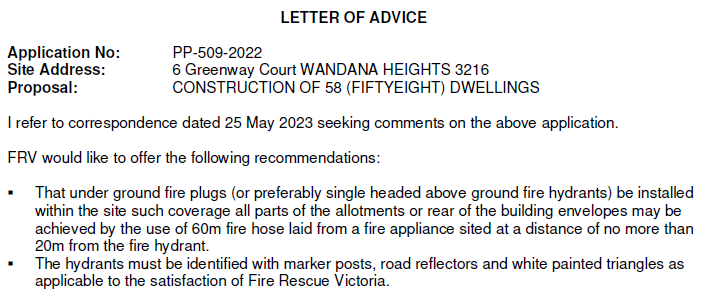 LETTER OF ADVICE
Application No: PP-509-2022
Site Address: 6 Greenway Court WANDANA HEIGHTS 3216
Proposal: CONSTRUCTION OF 58 (FIFTYEIGHT) DWELLINGS
I refer to correspondence dated 25 May 2023 seeking comments on the above application.
FRV would like to offer the following recommendations:
▪ That under ground fire plugs (or preferably single headed above ground fire hydrants) be installed
within the site such coverage all parts of the allotments or rear of the building envelopes may be
achieved by the use of 60m fire hose laid from a fire appliance sited at a distance of no more than
20m from the fire hydrant.
▪ The hydrants must be identified with marker posts, road reflectors and white painted triangles as
applicable to the satisfaction of Fire Rescue Victoria.